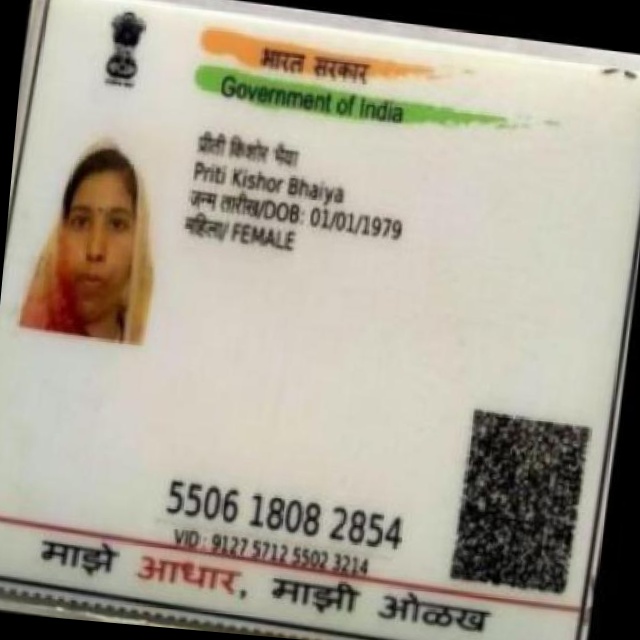 भारत सरकार
Government of India
प्रीती किशोर भैया
Priti Kishor Bhaiya
जन्म तारीख/DOB: 01/01/1979
महिला/ FEMALE
5506 1808 2854
VID : 9127 5712 5502 3214
माझे आधार, माझी ओळख